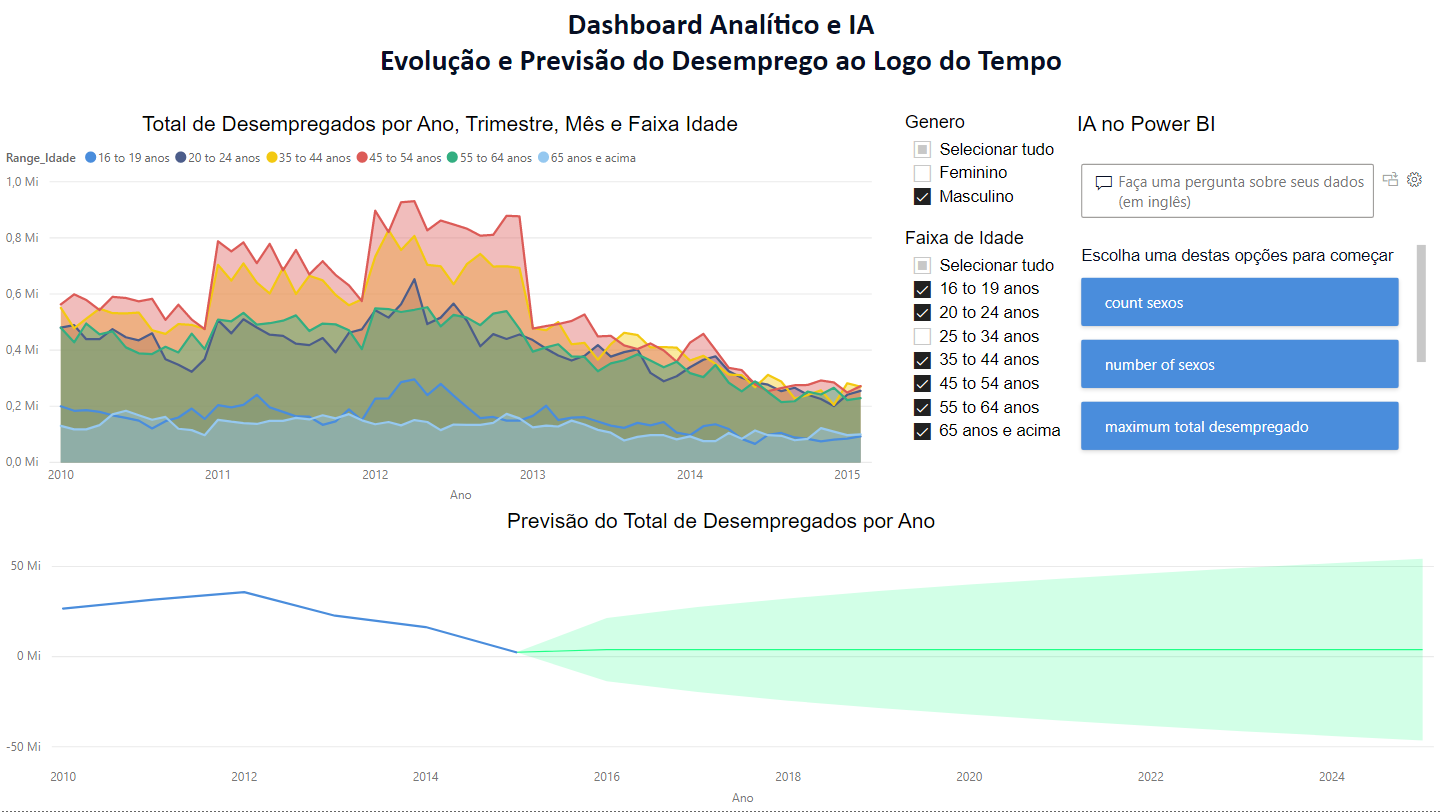 Dashboard Analítico e IA
Evolução e Previsão do Desemprego ao Logo do Tempo
Total de Desempregados por Ano, Trimestre, Mês e Faixa Idade
Range_Idade 16 to 19 anos 20 to 24 anos 35 to 44 anos 45 to 54 anos 55 to 64 anos 65 anos e acima
1,0 Mi
0,8 Mi
0,6 Mi
0,4 Mi
0,2 Mi
0,0 Mi
2010 2011 2012 2013 2014 2015
Ano
Genero
Selecionar tudo
Feminino
Masculino
Faixa de Idade
Selecionar tudo
16 to 19 anos
20 to 24 anos
25 to 34 anos
35 to 44 anos
45 to 54 anos
55 to 64 anos
65 anos e acima
IA no Power BI
Faça uma pergunta sobre seus dados
(em inglês)
Escolha uma destas opções para começar
count sexos
number of sexos
maximum total desempregado
Previsão do Total de Desempregados por Ano
50 Mi
0 Mi
-50 Mi
2010 2012 2014 2016 2018 2020 2022 2024
Ano